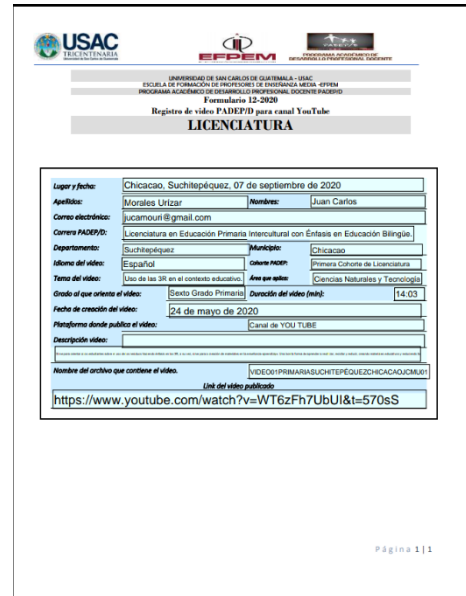 USAC
TRICENTENARIA
Universidad de San Carlos de Guatemala
EFPEM
PADEP/D
PROGRAMA ACADÉMICO DE
DESARROLLO PROFESIONAL DOCENTE
UNIVERSIDAD DE SAN CARLOS DE GUATEMALA - USAC
ESCUELA DE FORMACIÓN DE PROFESORES DE ENSEÑANZA MEDIA -EFPEM
PROGRAMA ACADÉMICO DE DESARROLLO PROFESIONAL DOCENTE PADEP/D
Formulario 12-2020
Registro de video PADEP/D para canal YouTube
LICENCIATURA
Lugar y fecha: Chicacao, Suchitepéquez, 07 de septiembre de 2020
Apellidos: Morales Urízar Nombres: Juan Carlos
Correo electrónico: jucamouri@gmail.com
Carrera PADEP/D: Licenciatura en Educación Primaria Intercultural con Énfasis en Educación Bilingüe.
Departamento: Suchitepéquez Municipio: Chicacao
Idioma del video: Español Cohorte PADEP: Primera Cohorte de Licenciatura
Tema del video: Uso de las 3R en el contexto educativo. Área que aplica: Ciencias Naturales y Tecnología
Grado al que orienta el video: Sexto Grado Primaria Duración del video (min): 14:03
Fecha de creación del video: 24 de mayo de 2020
Plataforma donde publica el video: Canal de YOU TUBE
Descripción video:
Nombre del archivo que contiene el video. VIDEO01PRIMARIASUCHITEPÉQUEZCHICACAOJCMU01
Link del video publicado
https://www.youtube.com/watch?v=WT6zFh7UbUI&t=570sS
Página 1|1